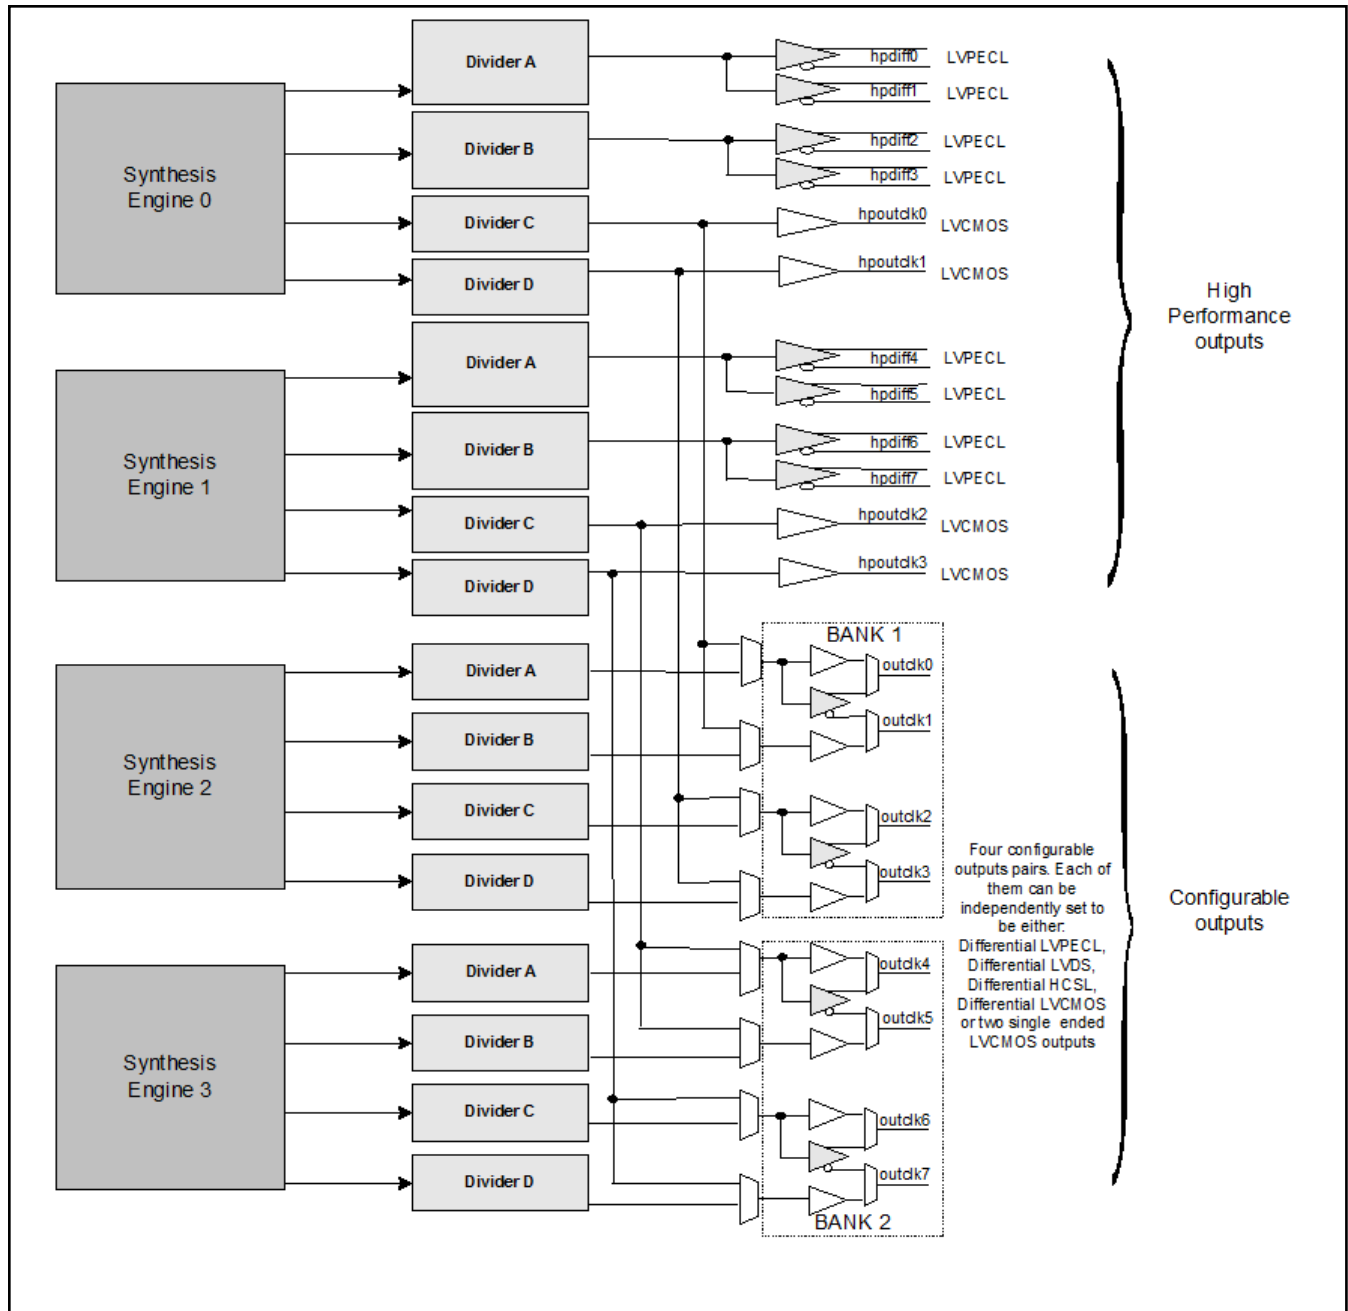 Synthesis
Engine 0
Divider A
Divider B
Divider C
Divider D
hpdiff0 LVPECL
hpdiff1 LVPECL
hpdiff2 LVPECL
hpdiff3 LVPECL
hpoutclk0 LVCMOS
hpoutclk1 LVCMOS
Synthesis
Engine 1
Divider A
Divider B
Divider C
Divider D
hpdiff4 LVPECL
hpdiff5 LVPECL
hpdiff6 LVPECL
hpdiff7 LVPECL
hpoutclk2 LVCMOS
hpoutclk3 LVCMOS
High
Performance
outputs
Synthesis
Engine 2
Divider A
Divider B
Divider C
Divider D
BANK 1
outclk0
outclk1
outclk2
outclk3
Synthesis
Engine 3
Divider A
Divider B
Divider C
Divider D
outclk4
outclk5
outclk6
outclk7
BANK 2
Four configurable
outputs pairs. Each of
them can be
independently set to
be either:
Differential LVPECL,
Differential LVDS,
Differential HCSL,
Differential LVCMOS
or two single ended
LVCMOS outputs
Configurable
outputs